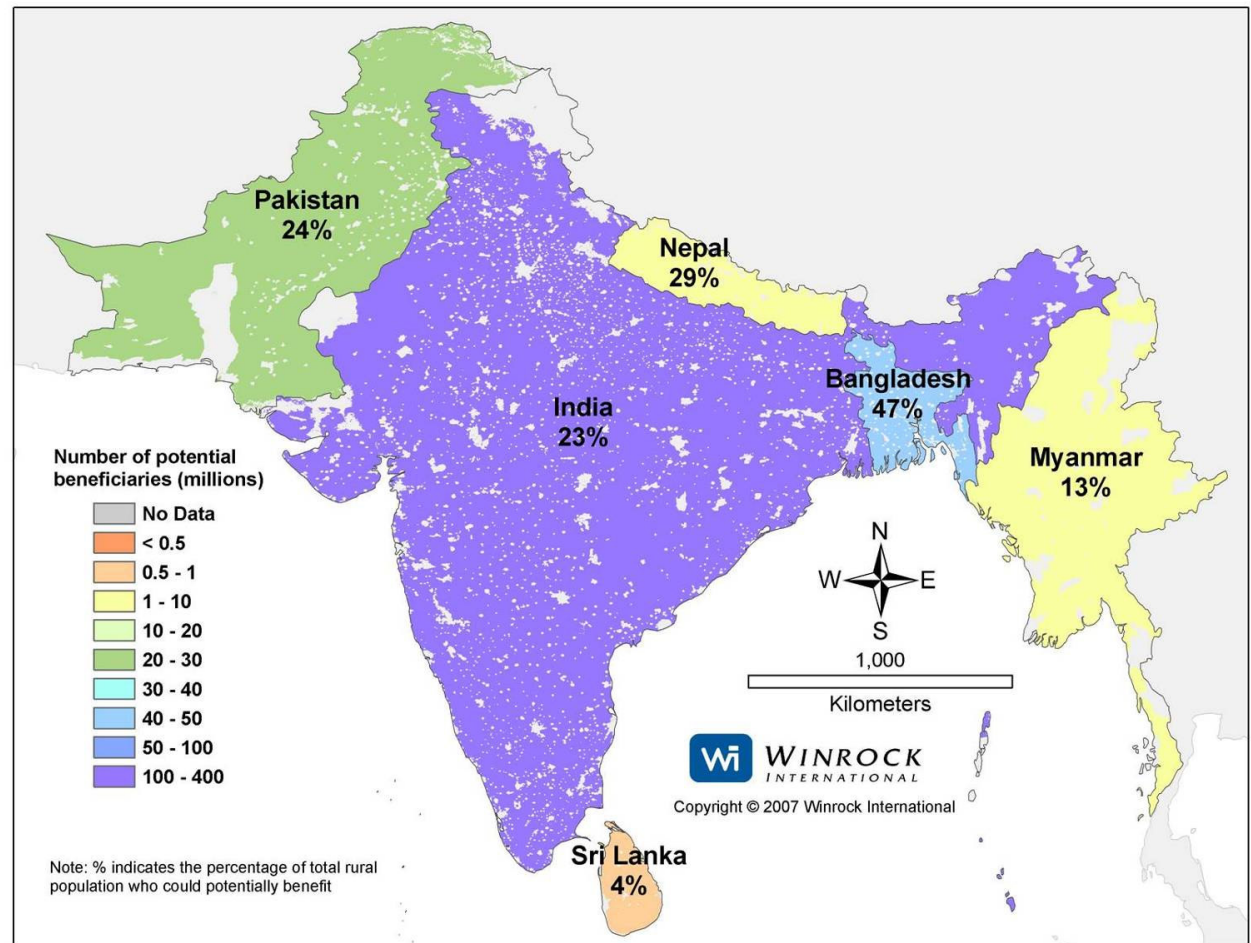 Pakistan
24%
Nepal
29%
Bangladesh
47%
India
23%
Myanmar
13%
Number of potential
beneficiaries (millions)
No Data
< 0.5
0.5 - 1
1 - 10
10 - 20
20 - 30
30 - 40
40 - 50
50 - 100
100 - 400
N
W E
S
1,000
Kilometers
Wi WINROCK
INTERNATIONAL
Copyright © 2007 Winrock International
Sri Lanka
4%
Note: % indicates the percentage of total rural
population who could potentially benefit